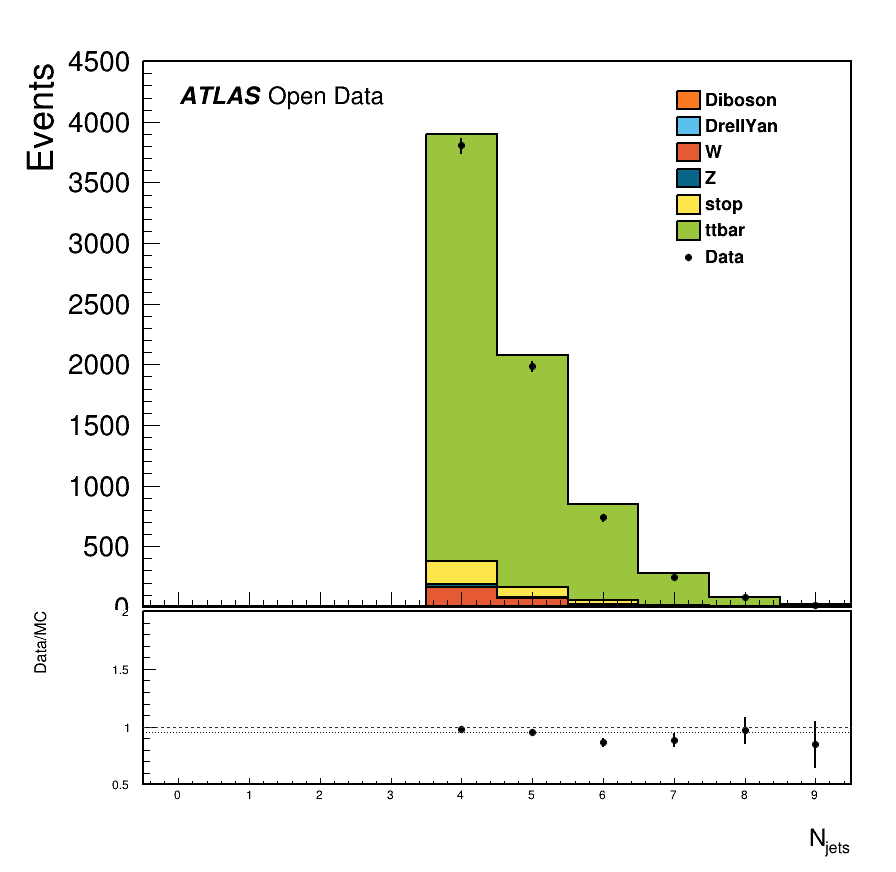 ATLAS Open Data
Events
4500
4000
3500
3000
2500
2000
1500
1000
500
0
Diboson
DrellYan
W
Z
stop
ttbar
Data
Data/MC
2
1.5
1
0.5
0 1 2 3 4 5 6 7 8 9
Njets